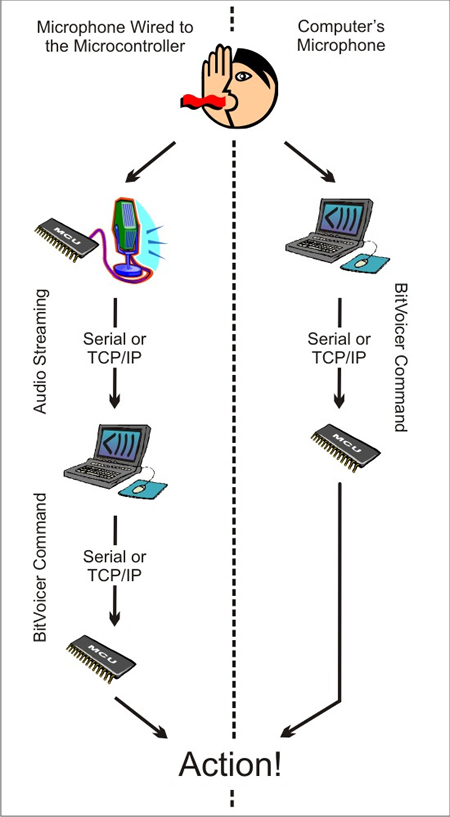 Microphone Wired to
the Microcontroller
Computer's
Microphone
MCU
Audio Streaming
Serial or
TCP/IP
BitVoicer Command
Serial or
TCP/IP
MCU
Serial or
TCP/IP
BitVoicer Command
MCU
Action!